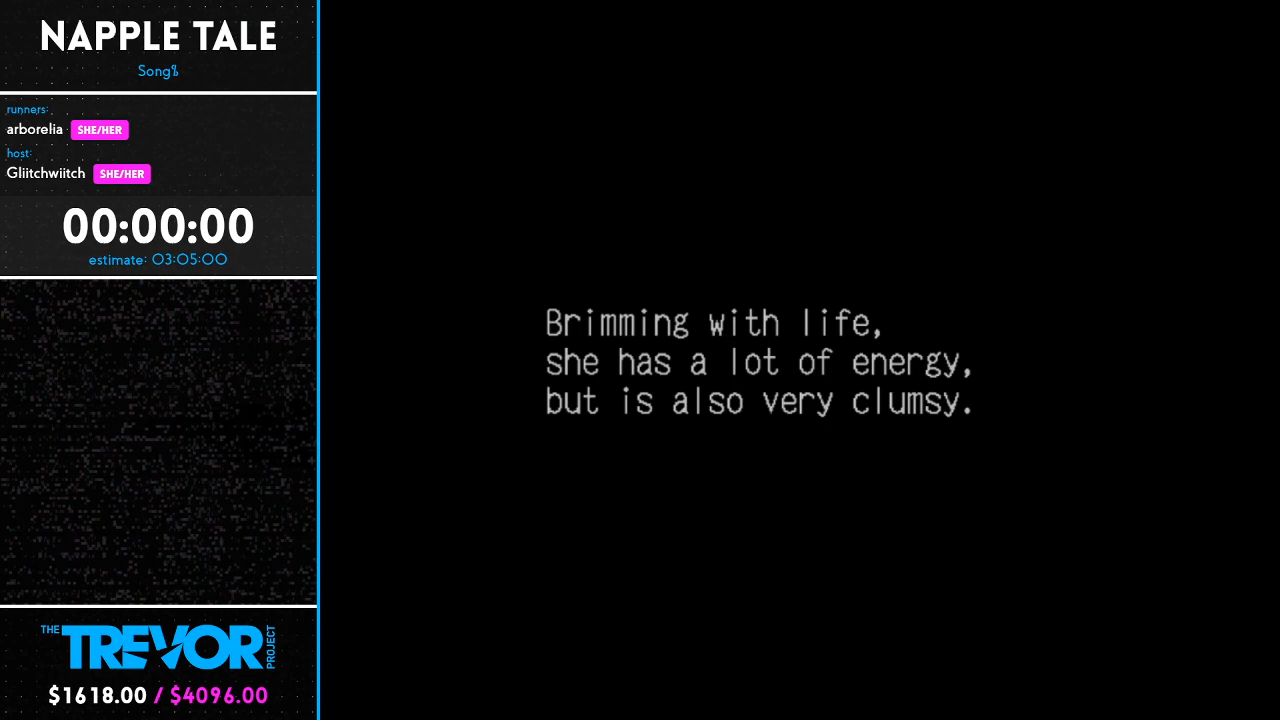 NAPPLE TALE
Song%
runners:
arborelia SHE/HER
host:
Gliitchwiitch SHE/HER
00:00:00
estimate: 03:05:00
Brimming with life,
she has a lot of energy,
but is also very clumsy.
THE TREVOR PROJECT
$1618.00 / $4096.00